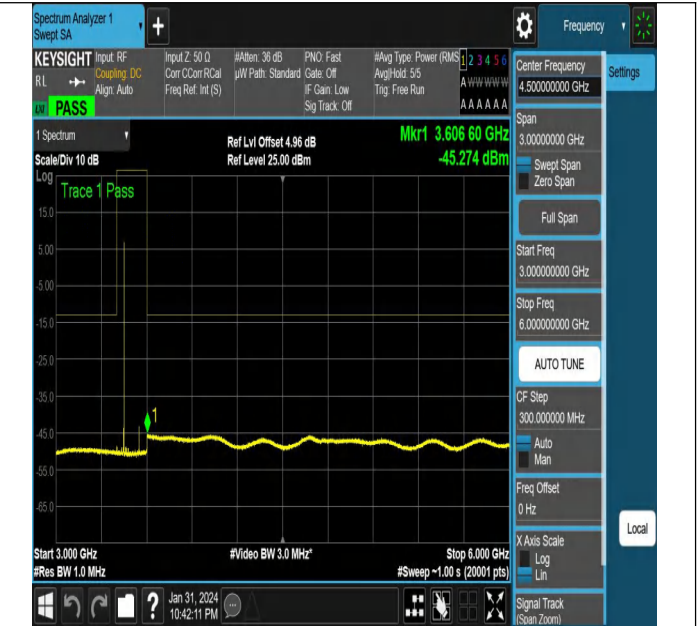 Spectrum Analyzer 1
Swept SA
Frequency
KEYSIGHT
Input: RF
Coupling: DC
Align: Auto
Input Z: 50 Ω
Corr CCorr RCal
Freq Ref: Int (S)
#Atten: 36 dB
µW Path: Standard
PNO: Fast
Gate: Off
IF Gain: Low
Sig Track: Off
#Avg Type: Power (RMS
Avg|Hold: 5/5
Trig: Free Run
1 2 3 4 5 6
A W W W W W
A A A A A A
R L
LXI
PASS
1 Spectrum
Scale/Div 10 dB
Ref Lvl Offset 4.96 dB
Ref Level 25.00 dBm
Mkr1 3.606 60 GHz
-45.274 dBm
Log
Trace 1 Pass
15.0
5.00
-5.00
-15.0
-25.0
-35.0
-45.0
-55.0
-65.0
1
Start 3.000 GHz
#Res BW 1.0 MHz
#Video BW 3.0 MHz*
Stop 6.000 GHz
#Sweep ~1.00 s (20001 pts)
Jan 31, 2024
10:42:11 PM
Center Frequency
4.500000000 GHz
Span
3.00000000 GHz
Swept Span
Zero Span
Full Span
Start Freq
3.000000000 GHz
Stop Freq
6.000000000 GHz
AUTO TUNE
CF Step
300.000000 MHz
Auto
Man
Freq Offset
0 Hz
X Axis Scale
Log
Lin
Signal Track
(Span Zoom)
Settings
Local